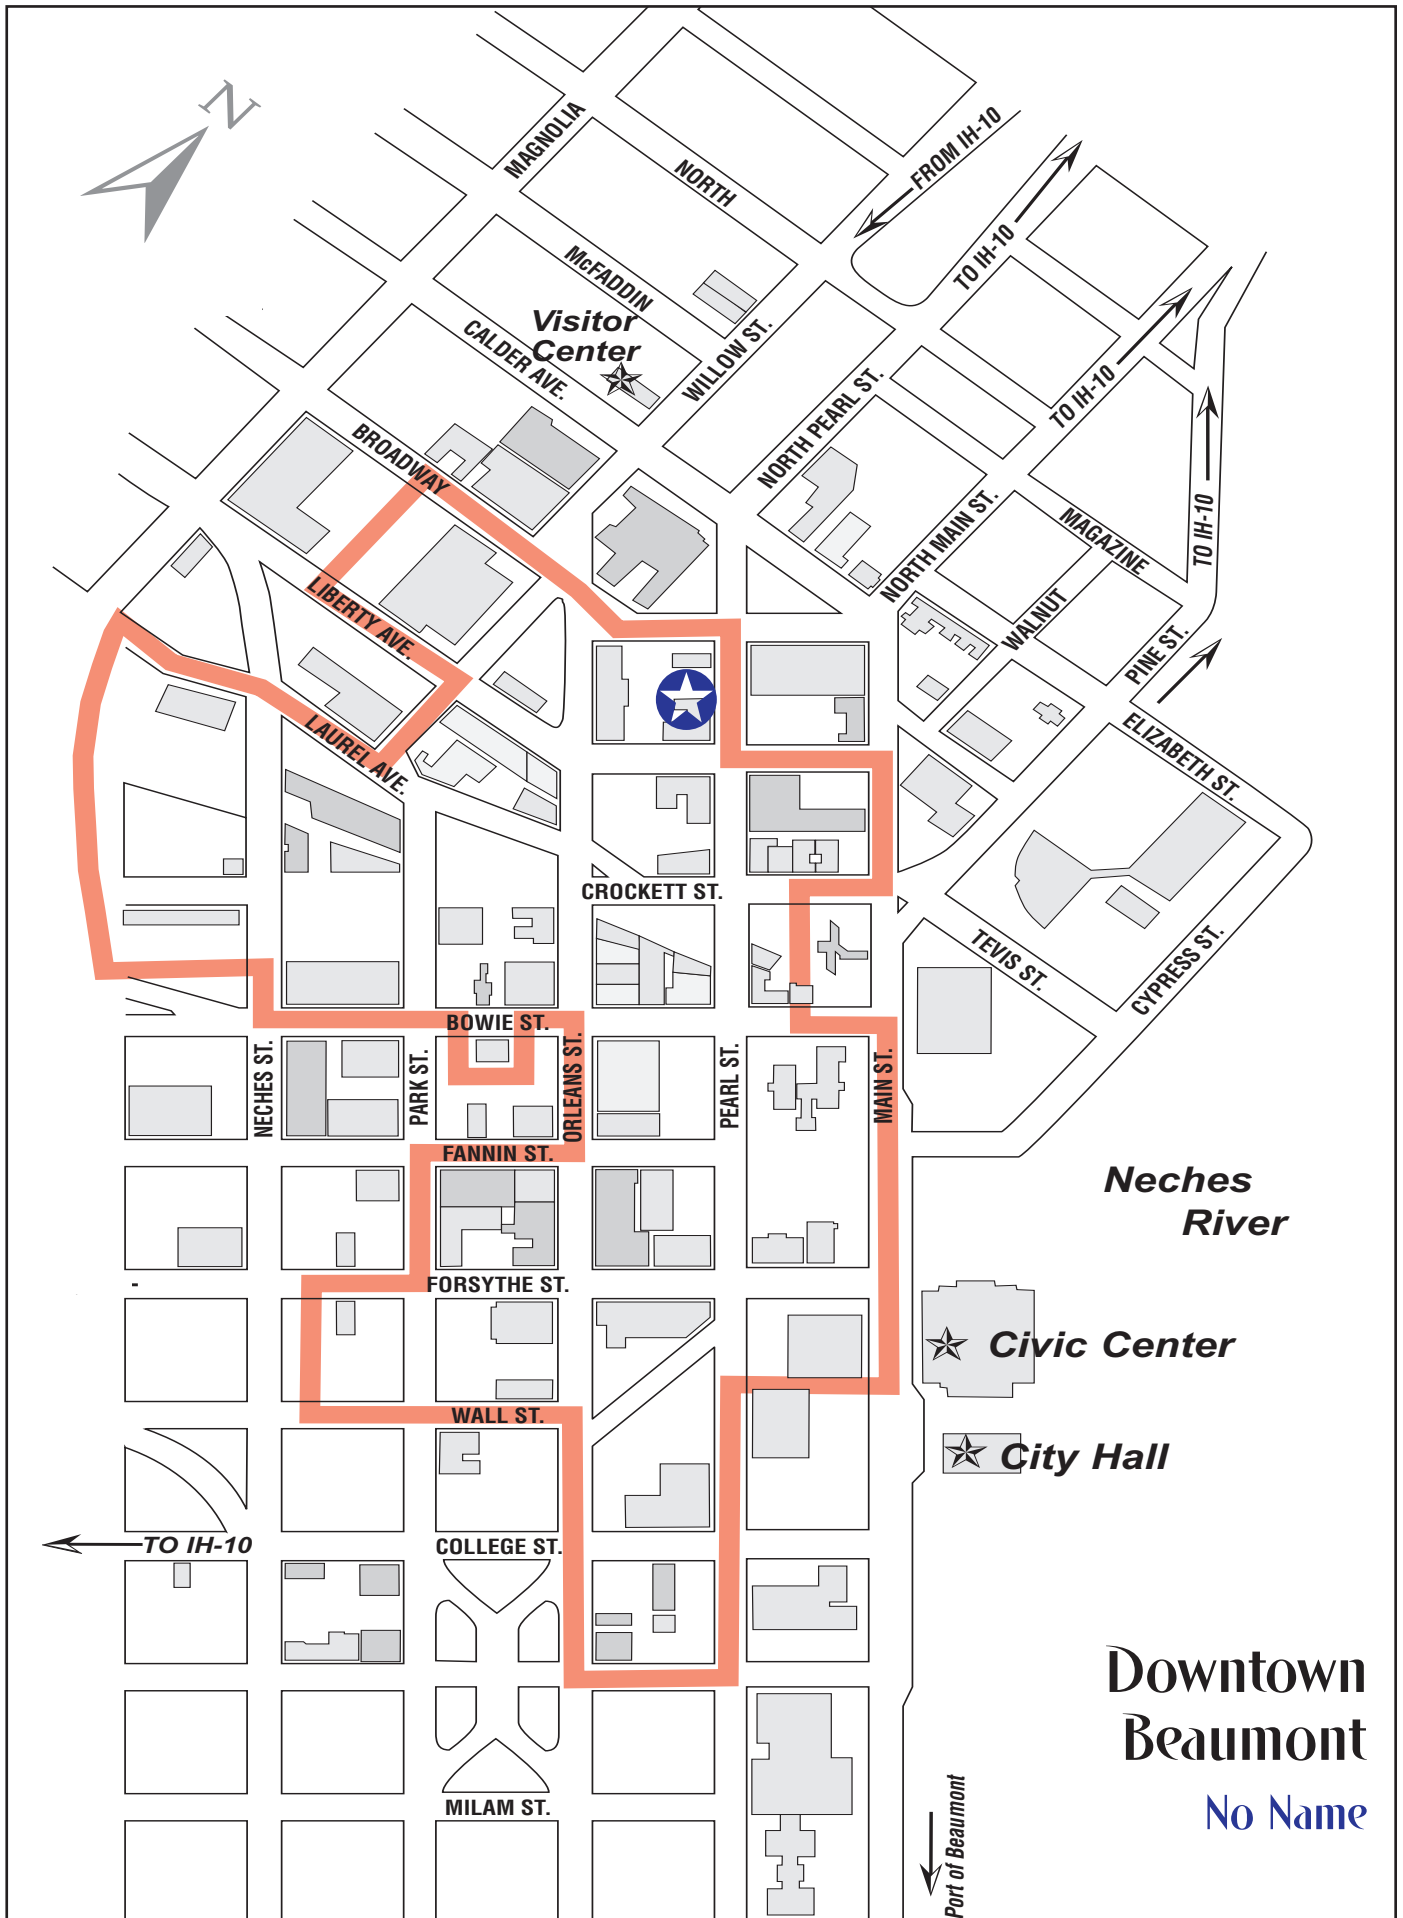 N
MAGNOLIA
NORTH
FROM IH-10
McFADDIN
TO IH-10
Visitor
Center
CALDER AVE.
WILLOW ST.
TO IH-10
NORTH PEARL ST.
BROADWAY
NORTH MAIN ST.
MAGAZINE
TO IH-10
LIBERTY AVE.
WALNUT
PINE ST.
LAUREL AVE.
ELIZABETH ST.
CROCKETT ST.
TEVIS ST.
CYPRESS ST.
BOWIE ST.
NECHES ST.
PARK ST.
ORLEANS ST.
PEARL ST.
MAIN ST.
FANNIN ST.
Neches
River
FORSYTHE ST.
Civic Center
WALL ST.
City Hall
TO IH-10
COLLEGE ST.
Downtown
Beaumont
No Name
MILAM ST.
Port of Beaumont